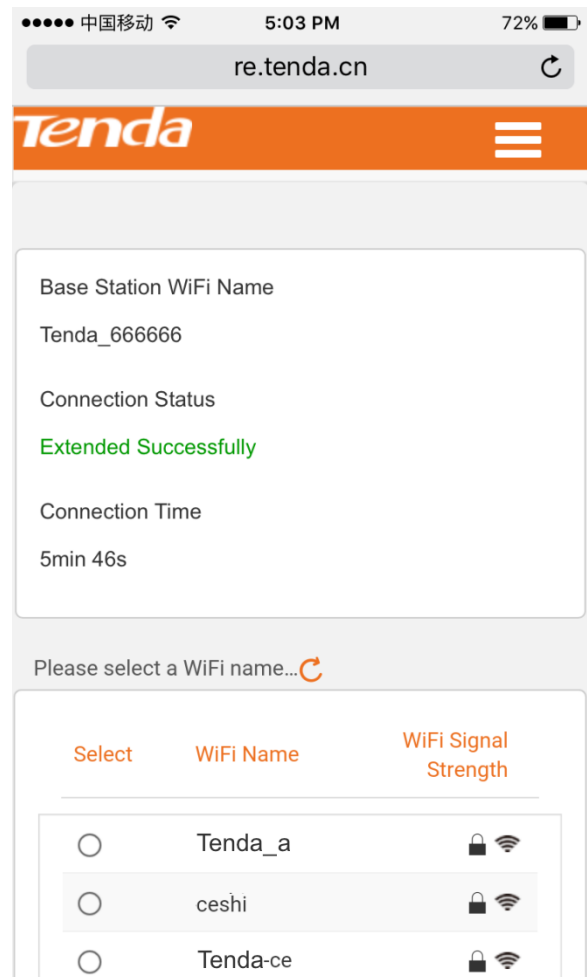 中国移动 5:03 PM 72%
re.tenda.cn
Tenda
Base Station WiFi Name
Tenda_666666
Connection Status
Extended Successfully
Connection Time
5min 46s
Please select a WiFi name...
Select WiFi Name WiFi Signal Strength
Tenda_a
ceshi
Tenda-ce